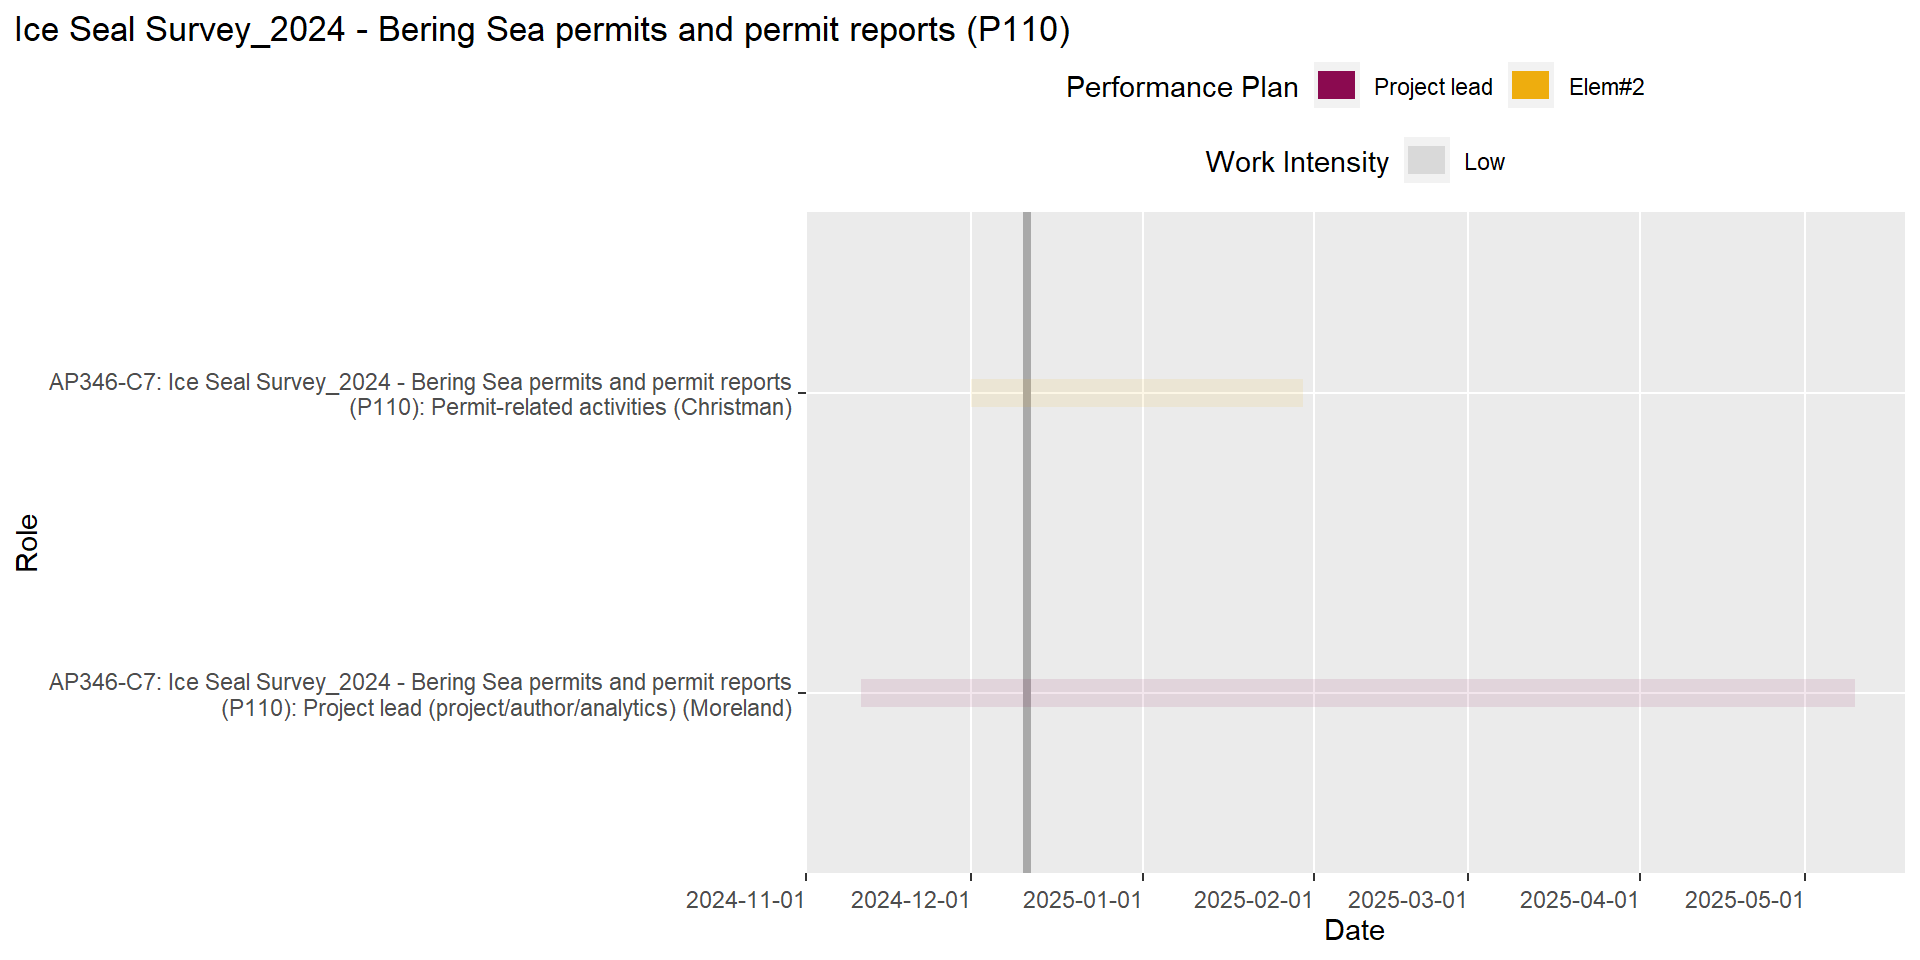 Ice Seal Survey_2024 - Bering Sea permits and permit reports (P110)
Performance Plan Project lead Elem#2
Work Intensity Low
AP346-C7: Ice Seal Survey_2024 - Bering Sea permits and permit reports
(P110): Permit-related activities (Christman)
Role
AP346-C7: Ice Seal Survey_2024 - Bering Sea permits and permit reports
(P110): Project lead (project/author/analytics) (Moreland)
2024-11-01 2024-12-01 2025-01-01 2025-02-01 2025-03-01 2025-04-01 2025-05-01
Date